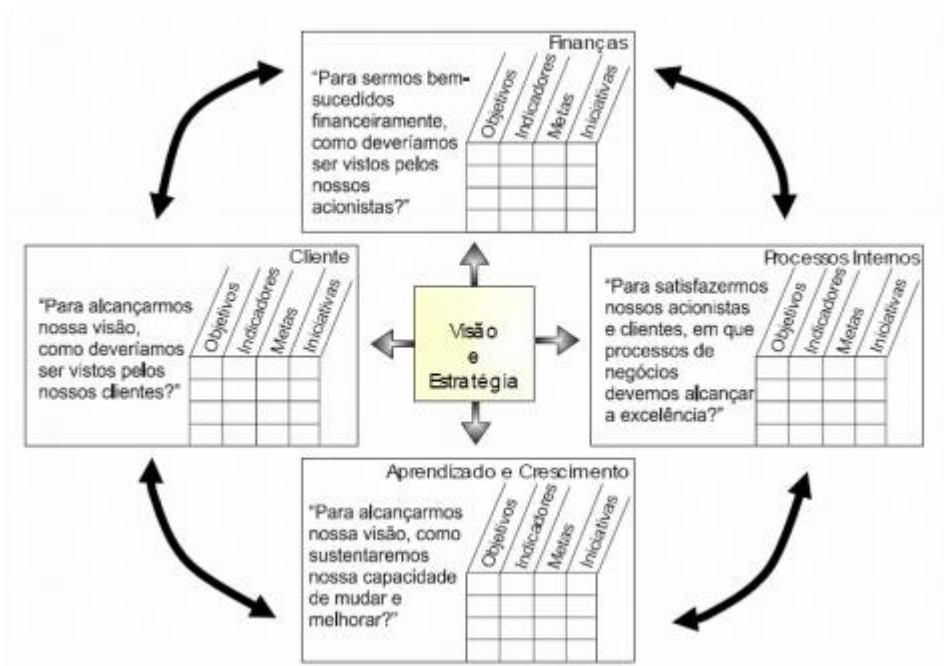 Finanças
"Para sermos bem-
sucedidos
financeiramente,
como deveríamos
ser vistos pelos
nossos
acionistas?"
Objetivos
Indicadores
Metas
Iniciativas
Cliente
"Para alcançarmos
nossa visão,
como deveríamos
ser vistos pelos
nossos clientes?"
Objetivos
Indicadores
Metas
Iniciativas
Visão
e
Estratégia
Processos Internos
"Para satisfazermos
nossos acionistas
e clientes, em que
processos de
negócios
devemos alcançar
a excelência?"
Objetivos
Indicadores
Metas
Iniciativas
Aprendizado e Crescimento
"Para alcançarmos
nossa visão, como
sustentaremos
nossa capacidade
de mudar e
melhorar?"
Objetivos
Indicadores
Metas
Iniciativas